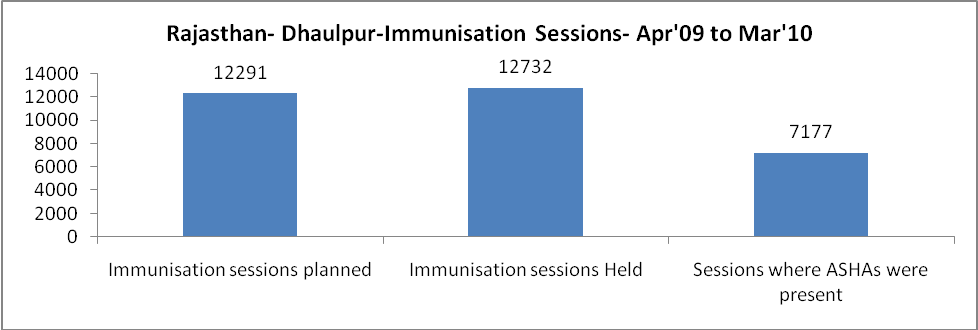 Rajasthan- Dhaulpur-Immunisation Sessions- Apr'09 to Mar'10
14000
12000
10000
8000
6000
4000
2000
0
12291
12732
7177
Immunisation sessions planned
Immunisation sessions Held
Sessions where ASHAs were
present